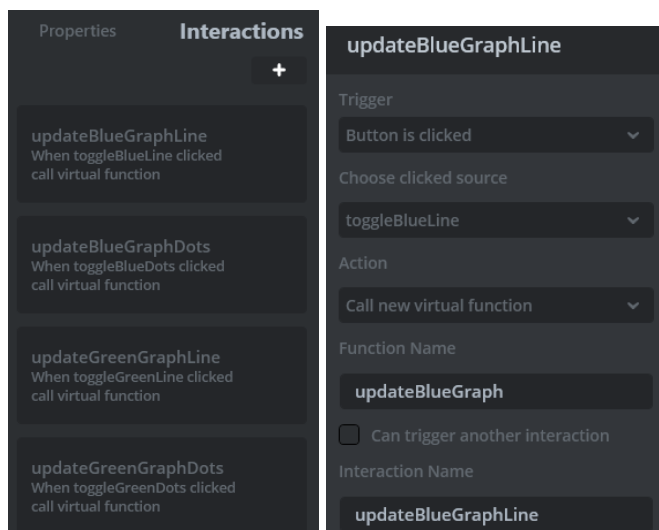 Properties
Interactions
+
updateBlueGraphLine
When toggleBlueLine clicked
call virtual function
updateBlueGraphDots
When toggleBlueDots clicked
call virtual function
updateGreenGraphLine
When toggleGreenLine clicked
call virtual function
updateGreenGraphDots
When toggleGreenDots clicked
call virtual function
updateBlueGraphLine
Trigger
Button is clicked
Choose clicked source
toggleBlueLine
Action
Call new virtual function
Function Name
updateBlueGraph
Can trigger another interaction
Interaction Name
updateBlueGraphLine